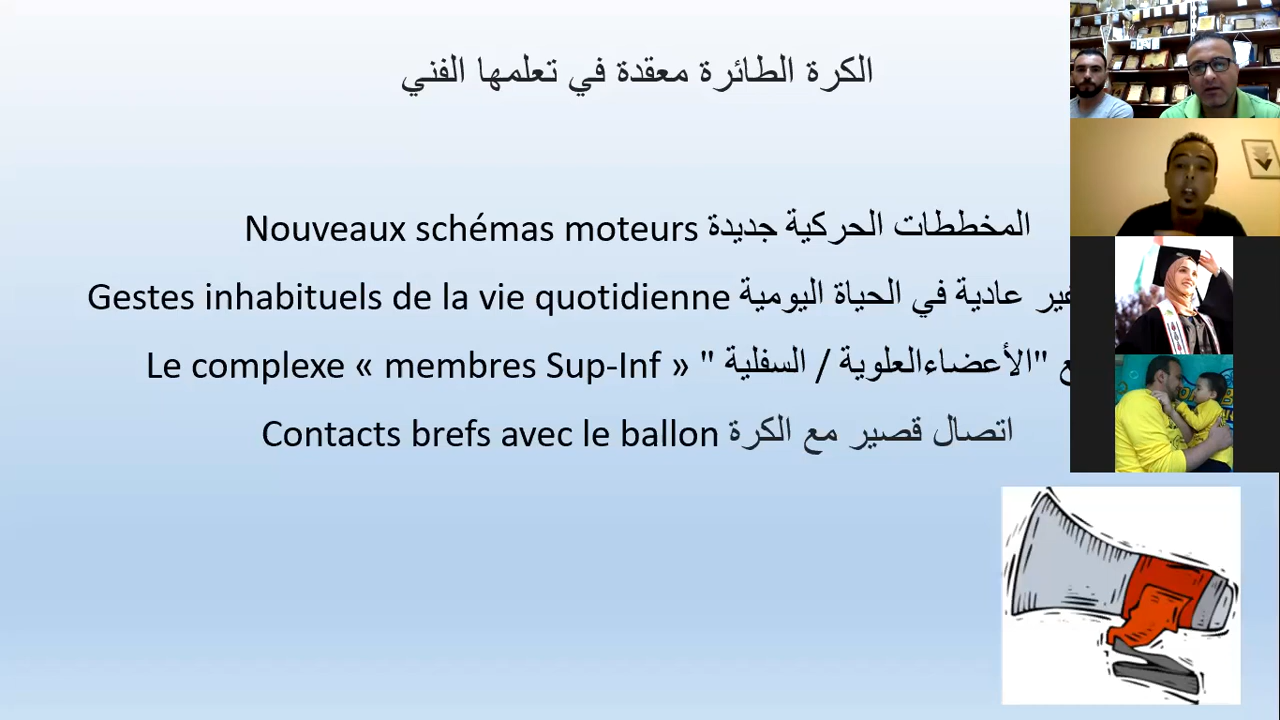 الكرة الطائرة معقدة في تعلمها الفني
Nouveaux schémas moteurs المخططات الحركية جديدة
Gestes inhabituels de la vie quotidienne غير عادية في الحياة اليومية
Le complexe « membres Sup-Inf » " الأعضاءالعلوية / السفلية"
Contacts brefs avec le ballon اتصال قصير مع الكرة